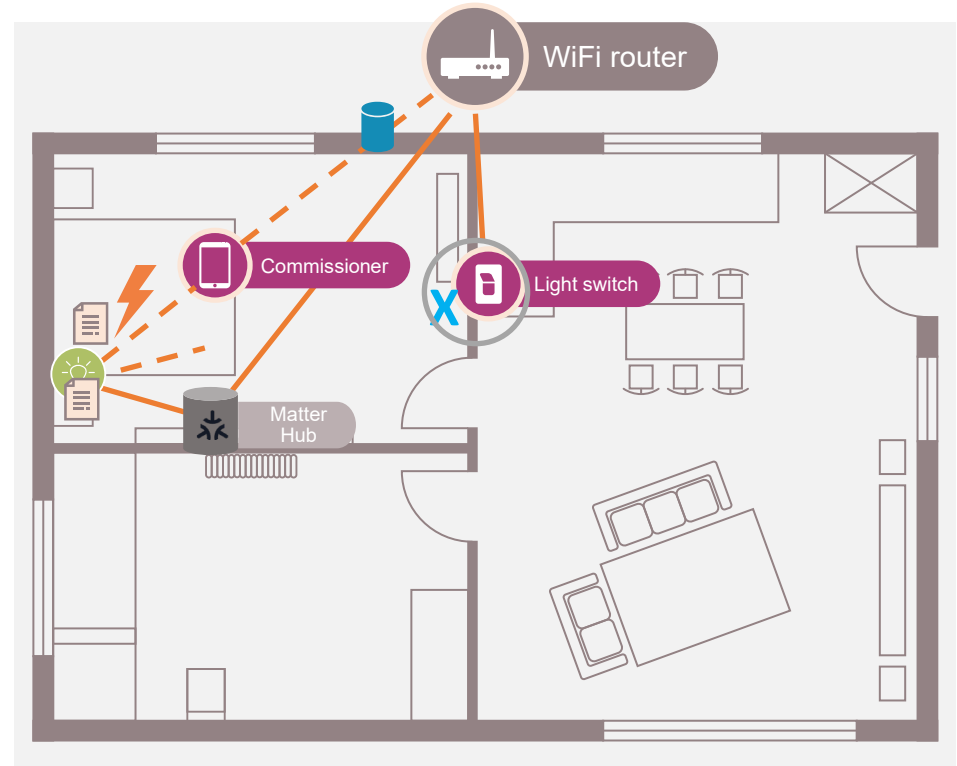 WiFi router
Commissioner
Light switch
X
Matter
Hub